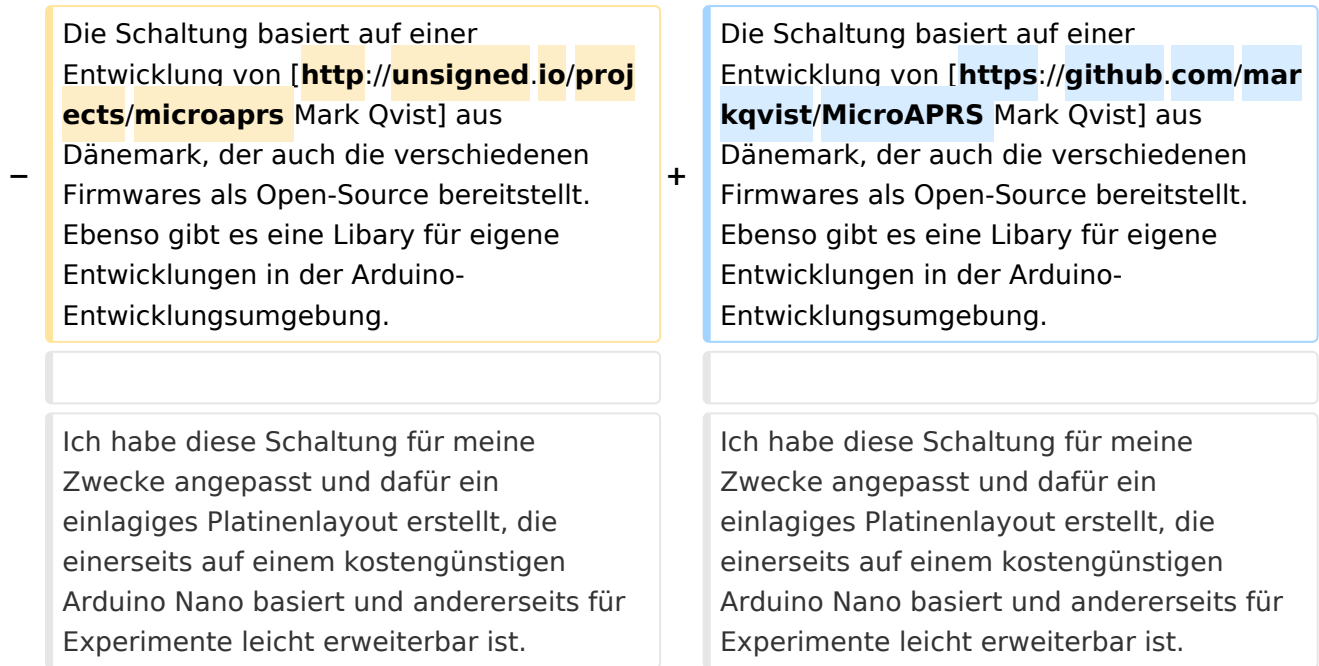 Die Schaltung basiert auf einer
Entwicklung von [http://unsigned.io/proj
ects/microaprs Mark Qvist] aus
Dänemark, der auch die verschiedenen
Firmwares als Open-Source bereitstellt.
Ebenso gibt es eine Libary für eigene
Entwicklungen in der Arduino-
Entwicklungsumgebung.
−
+
Die Schaltung basiert auf einer
Entwicklung von [https://github.com/mar
kqvist/MicroAPRS Mark Qvist] aus
Dänemark, der auch die verschiedenen
Firmwares als Open-Source bereitstellt.
Ebenso gibt es eine Libary für eigene
Entwicklungen in der Arduino-
Entwicklungsumgebung.
Ich habe diese Schaltung für meine
Zwecke angepasst und dafür ein
einlagiges Platinenlayout erstellt, die
einerseits auf einem kostengünstigen
Arduino Nano basiert und andererseits für
Experimente leicht erweiterbar ist.
Ich habe diese Schaltung für meine
Zwecke angepasst und dafür ein
einlagiges Platinenlayout erstellt, die
einerseits auf einem kostengünstigen
Arduino Nano basiert und andererseits für
Experimente leicht erweiterbar ist.